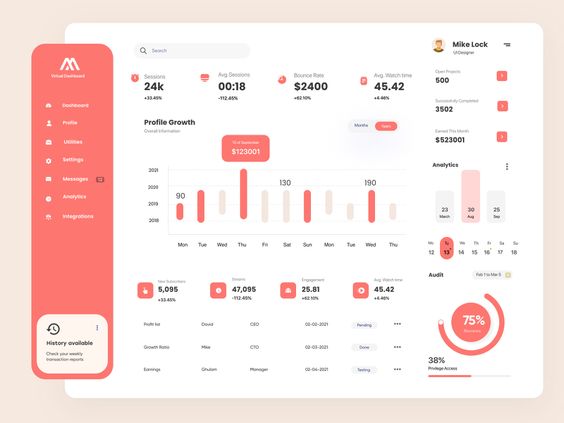 Virtual Dashboard
Dashboard
Profile
Utilities
Settings
Messages
Analytics
Integrations
History available
Check your weekly
transaction reports
Search
Sessions
24k
+33.45%
Avg. Sessions
00:18
-112.45%
Bounce Rate
$2400
+62.10%
Avg. Watch time
45.42
+4.46%
Profile Growth
Overall Information
Months
Years
10 of September
$123001
2021
2020
2019
2018
90
130
190
Mon Tue Wed Thu Fri Sat Sun Mon Tue Wed Thu
New Subscribers
5,095
+33.45%
Streams
47,095
-112.45%
Engagement
25.81
+62.10%
Avg. Watch time
45.42
+4.46%
Profit list David CEO 02-02-2021 Pending
Growth Ratio Mike CTO 02-03-2021 Done
Earnings Ghulam Manager 02-04-2021 Testing
Mike Lock
UI Designer
Open Projects
500
Successfully Completed
3502
Earned This Month
$523001
Analytics
23
March
30
Aug
25
Sep
Mo Tu We Th Fr Sa Su
12 13 14 15 16 17 18
Audit
Feb 1 to Mar 5
75%
38%
Privilege Access